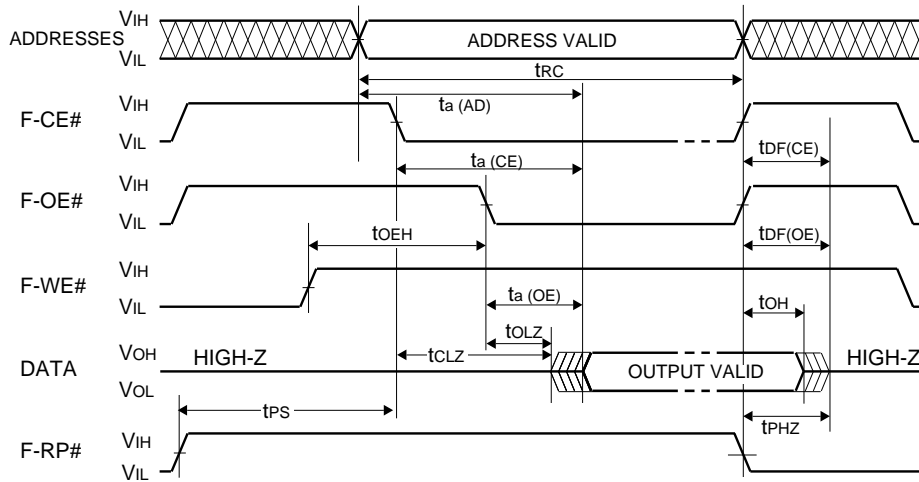 VIH
ADDRESSES
ADDRESS VALID
VIL
tRC
ta (AD)
VIH
F-CE#
VIL
tDF(CE)
ta (CE)
VIH
F-OE#
VIL
tOEH
tDF(OE)
VIH
F-WE#
VIL
ta (OE)
tOH
tOLZ
VOH
HIGH-Z
tCLZ
DATA
OUTPUT VALID
HIGH-Z
VOL
tPS
tPHZ
VIH
F-RP#
VIL